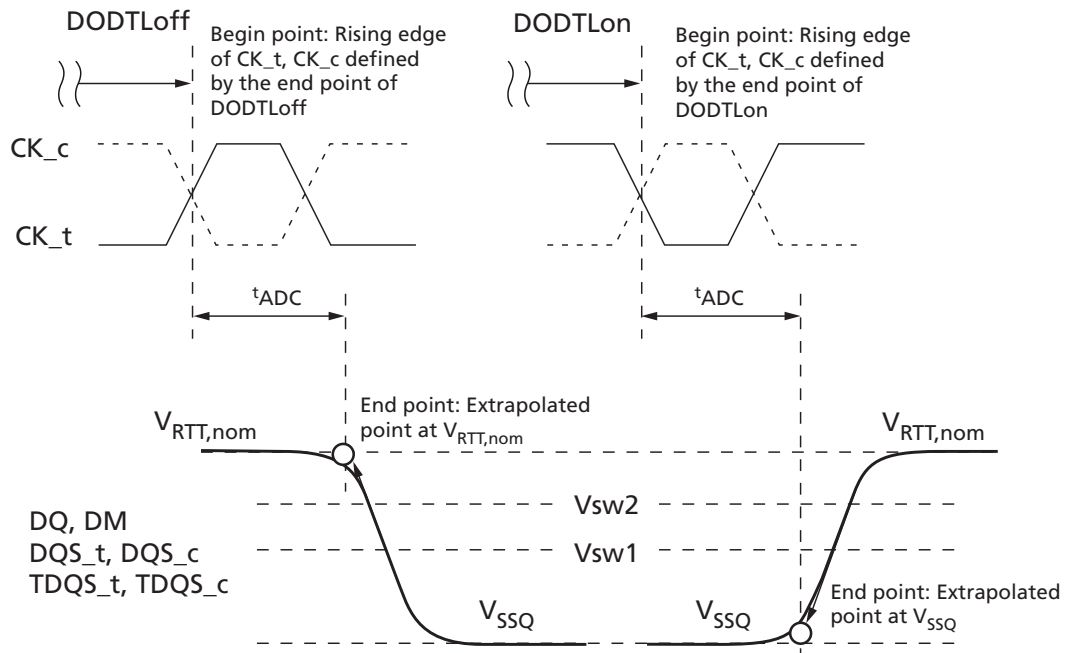 DODTLoff
Begin point: Rising edge
of CK_t, CK_c defined
by the end point of
DODTLoff
DODTLon
Begin point: Rising edge
of CK_t, CK_c defined
by the end point of
DODTLon
CK_c
CK_t
tADC
tADC
End point: Extrapolated
point at VRTT,nom
VRTT,nom
VRTT,nom
Vsw2
DQ, DM
DQS_t, DQS_c
TDQS_t, TDQS_c
Vsw1
VSSQ
VSSQ
End point: Extrapolated
point at VSSQ